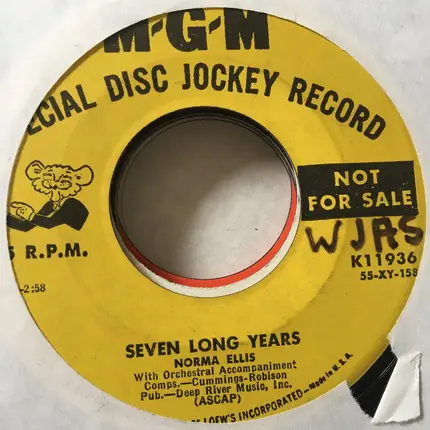 M-G-M
ECIAL DISC JOCKEY RECORD
NOT
FOR SALE
WJAS
R.P.M.
K11936
55-XY-158
2:58
SEVEN LONG YEARS
NORMA ELLIS
With Orchestral Accompaniment
Comps.—Cummings-Robison
Pub.—Deep River Music, Inc.
(ASCAP)
LOEW'S INCORPORATED—Made in U.S.A.